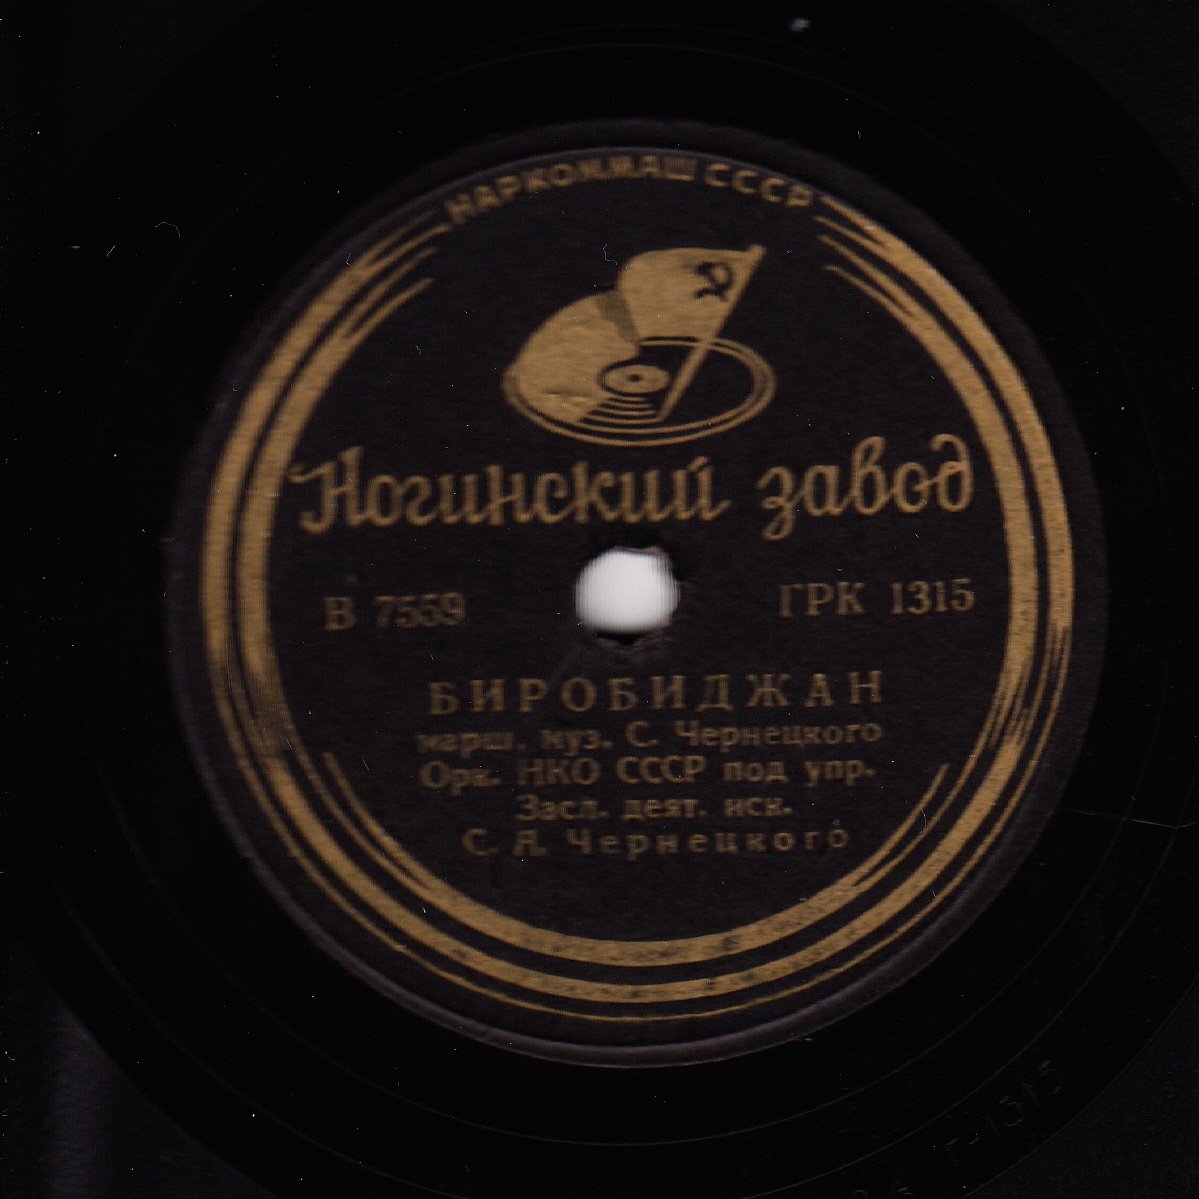 НАРКОММАШ СССР
Ногинский завод
В 7559
ГРК 1315
БИРОБИДЖАН
марш, муз. С. Чернецкого
Орк. НКО СССР под упр.
Засл. деят. иск.
С. А. Чернецкого
Г-1315